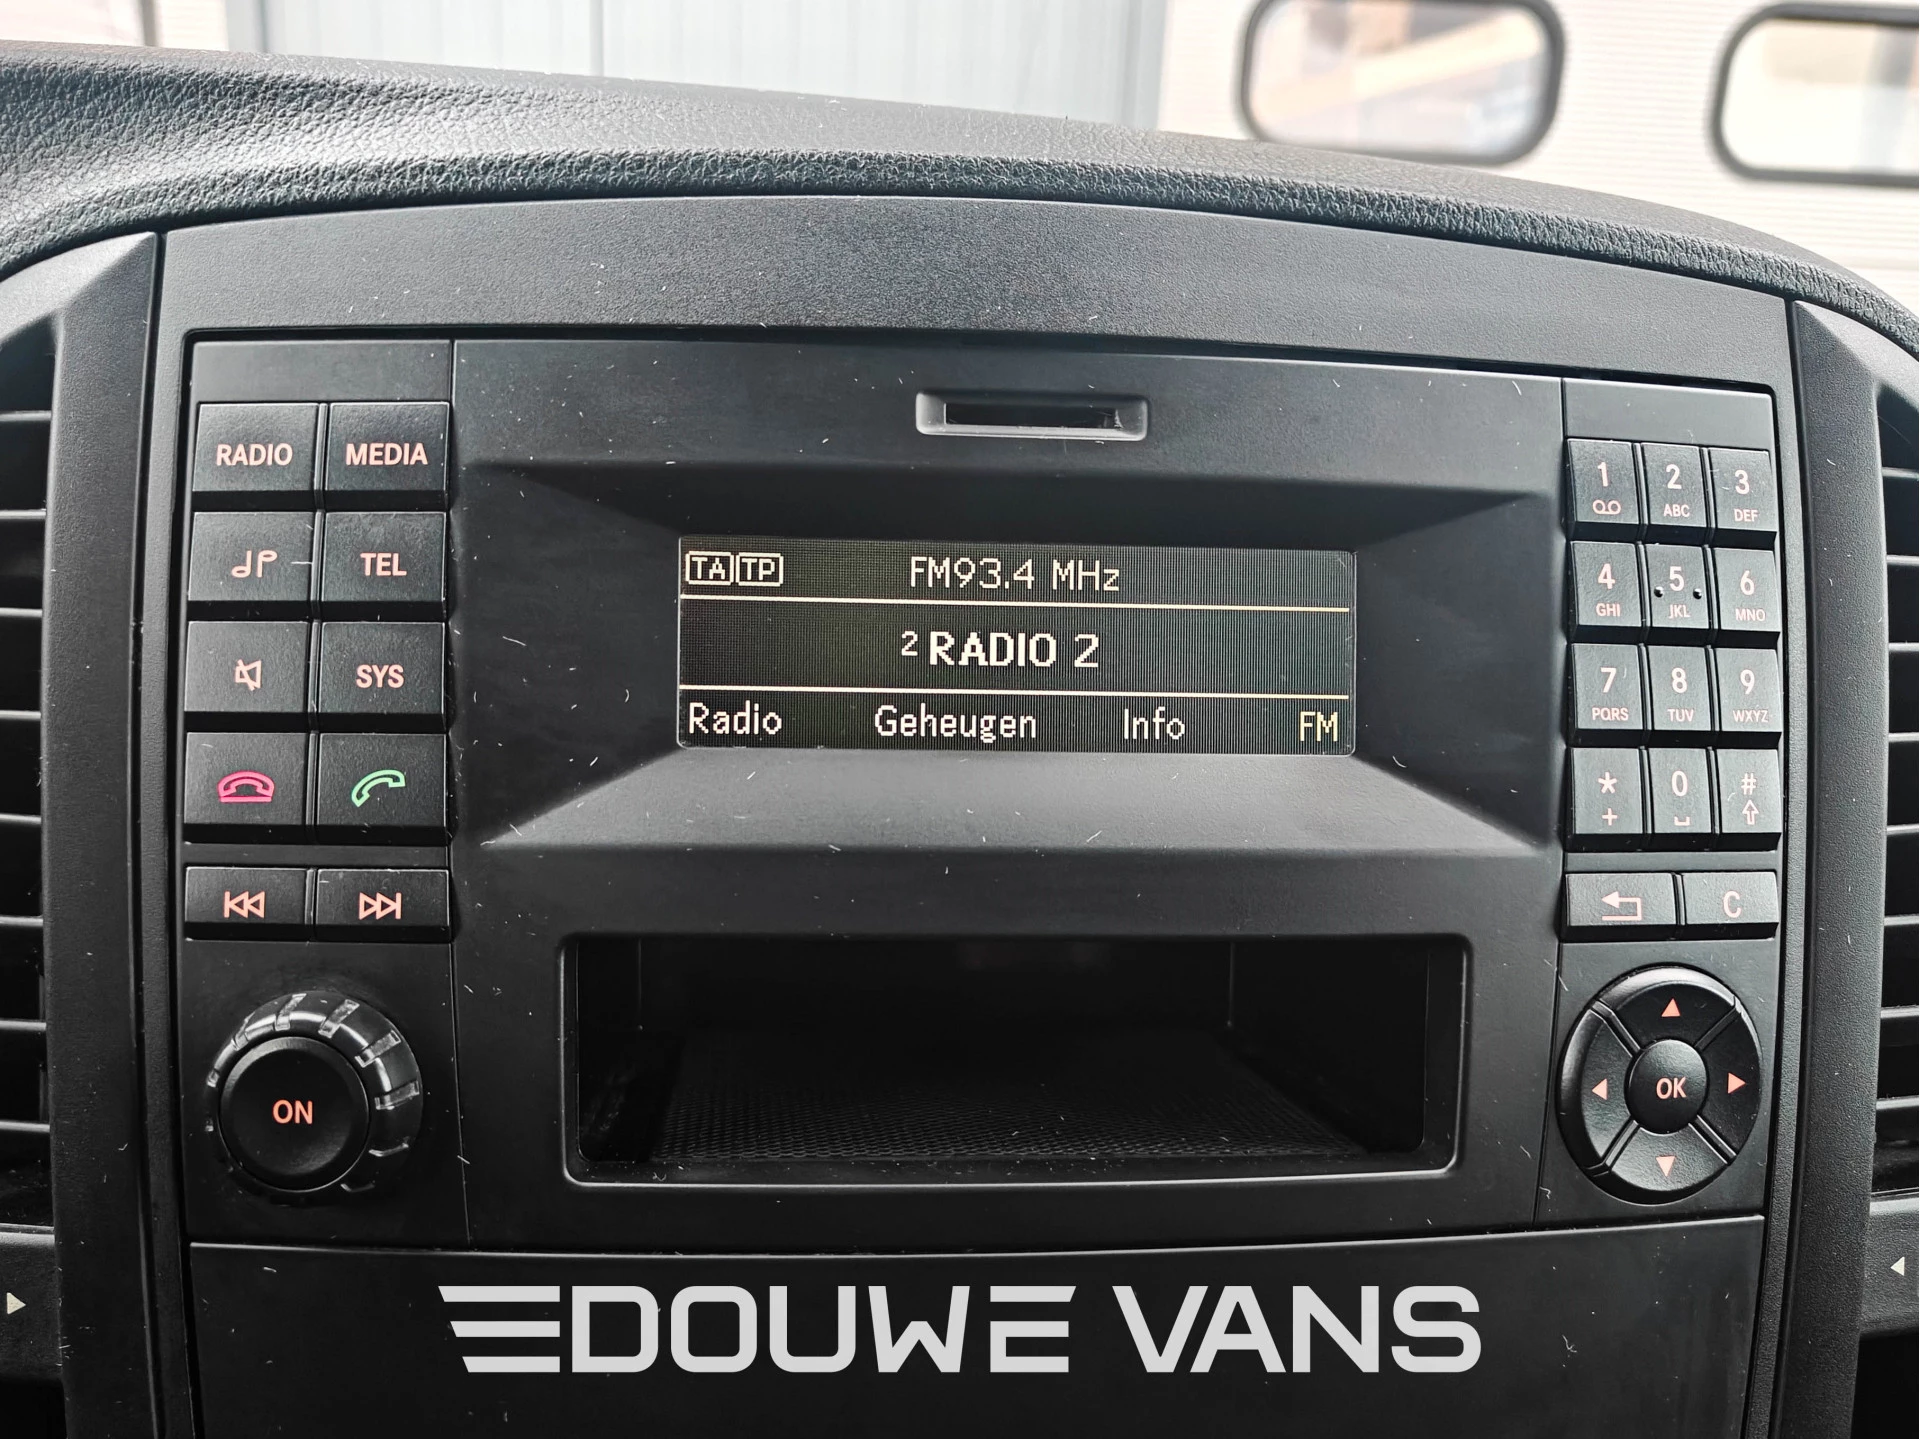 RADIO MEDIA
TEL
SYS
ON
TA TP FM93.4 MHz
2 RADIO 2
Radio Geheugen Info FM
1 2 3
ABC DEF
4 5 6
GHI JKL MNO
7 8 9
PQRS TUV WXYZ
* 0 #
+
C
OK
DOUWE VANS